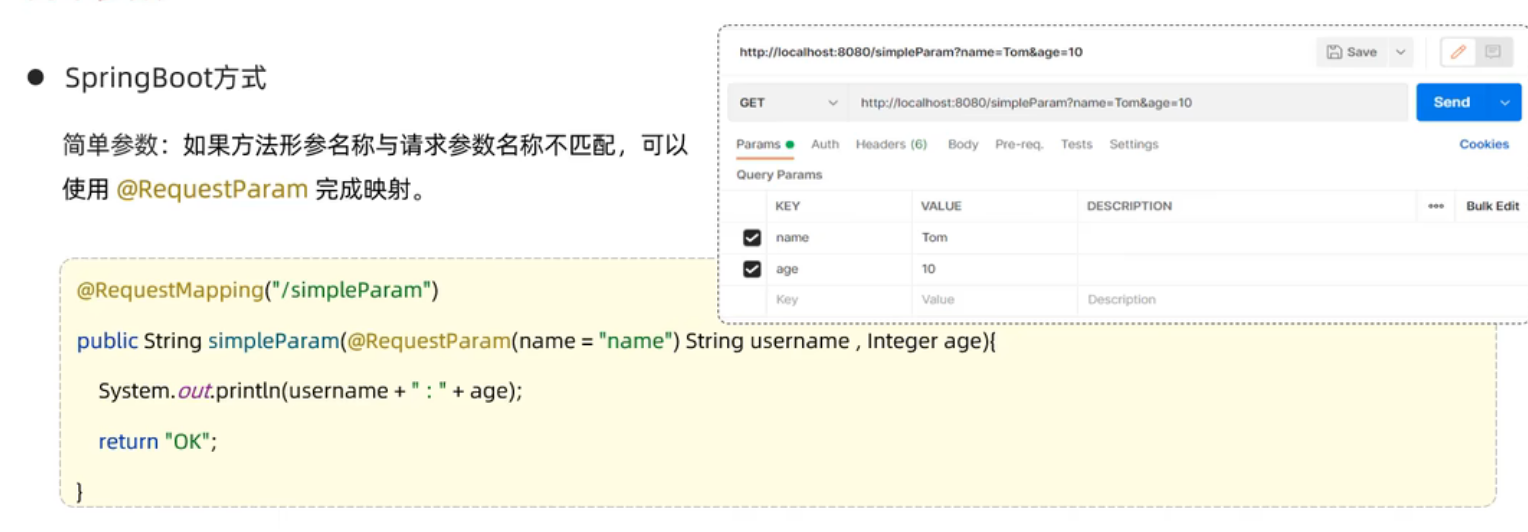 ● SpringBoot方式
简单参数：如果方法形参名称与请求参数名称不匹配，可以
使用 @RequestParam 完成映射。
http://localhost:8080/simpleParam?name=Tom&age=10
Save
GET
http://localhost:8080/simpleParam?name=Tom&age=10
Send
Params Auth Headers (6) Body Pre-req. Tests Settings
Cookies
Query Params
KEY VALUE DESCRIPTION ••• Bulk Edit
name Tom
age 10
Key Value Description
@RequestMapping("/simpleParam")
public String simpleParam(@RequestParam(name = "name") String username , Integer age){
System.out.println(username + " : " + age);
return "OK";
}